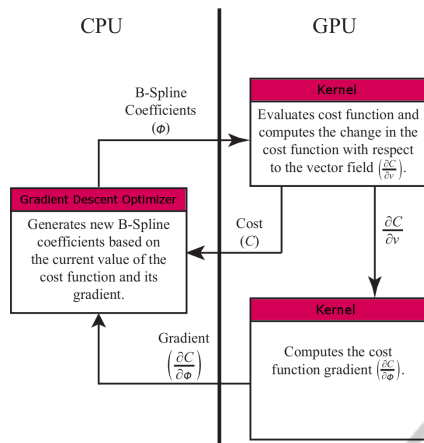 CPU
GPU
B-Spline
Coefficients
(ϕ)
Kernel
Evaluates cost function and
computes the change in the
cost function with respect
to the vector field (∂C/∂v).
Gradient Descent Optimizer
Generates new B-Spline
coefficients based on
the current value of the
cost function and its
gradient.
Cost
(C)
∂C/∂v
Kernel
Computes the cost
function gradient (∂C/∂ϕ).
Gradient
(∂C/∂ϕ)